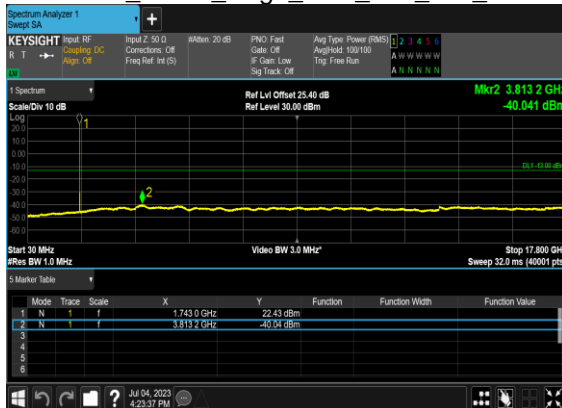 Spectrum Analyzer 1
Swept SA
+
KEYSIGHT Input: RF Input Z: 50 Ω #Atten: 20 dB PNO: Fast Avg Type: Power (RMS) 1 2 3 4 5 6
R T Coupling: DC Corrections: Off Gate: Off Avg|Hold: 100/100 A W W W W W
Align: Off Freq Ref: Int (S) IF Gain: Low Trig: Free Run
LXI Sig Track: Off A N N N N N
1 Spectrum Ref Lvl Offset 25.40 dB Mkr2 3.813 2 GHz
Scale/Div 10 dB Ref Level 30.00 dBm -40.041 dBm
Log
20.0
10.0
0.00
-10.0
-20.0
-30.0
-40.0
-50.0
-60.0
1
2
DL1 -13.00 dBm
Start 30 MHz Video BW 3.0 MHz* Stop 17.800 GHz
#Res BW 1.0 MHz Sweep 32.0 ms (40001 pts)
5 Marker Table
Mode Trace Scale X Y Function Function Width Function Value
1 N 1 f 1.743 0 GHz 22.43 dBm
2 N 1 f 3.813 2 GHz -40.04 dBm
3
4
5
6
? Jul 04, 2023
4:23:37 PM